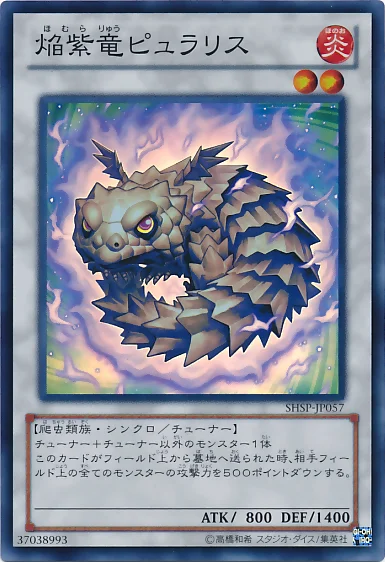 ほむら りゅう
焔紫竜ピュラリス
ほのお
炎
SHSP-JP057
【爬虫類族・シンクロ／チューナー】
チューナー＋チューナー以外のモンスター１体
このカードがフィールド上から墓地へ送られた時、相手フィー
ルド上の全てのモンスターの攻撃力を５００ポイントダウンする。
ATK/ 800 DEF/1400
37038993
©高橋和希 スタジオ・ダイス/集英社